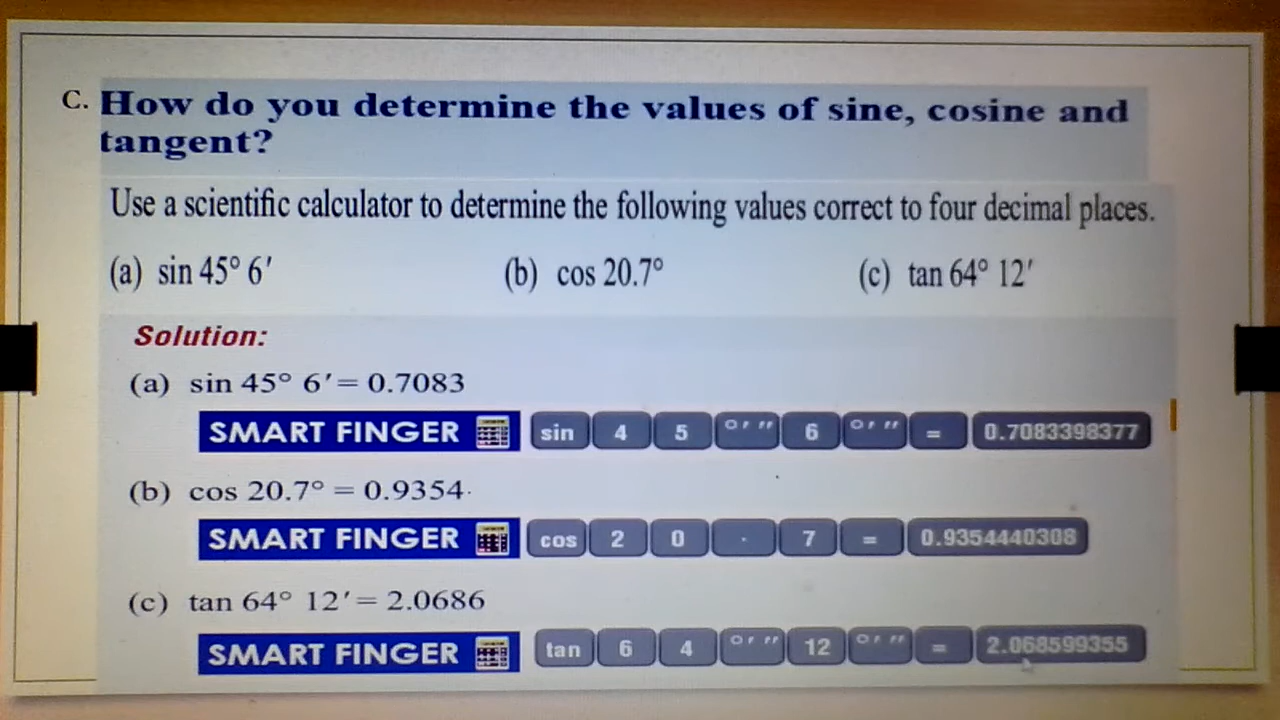 C. How do you determine the values of sine, cosine and
tangent?
Use a scientific calculator to determine the following values correct to four decimal places.
(a) sin 45° 6′ (b) cos 20.7° (c) tan 64° 12′
Solution:
(a) sin 45° 6′ = 0.7083
SMART FINGER sin 4 5 ° ′ ″ 6 ° ′ ″ = 0.7083398377
(b) cos 20.7° = 0.9354
SMART FINGER cos 2 0 · 7 = 0.9354440308
(c) tan 64° 12′ = 2.0686
SMART FINGER tan 6 4 ° ′ ″ 12 ° ′ ″ = 2.068599355